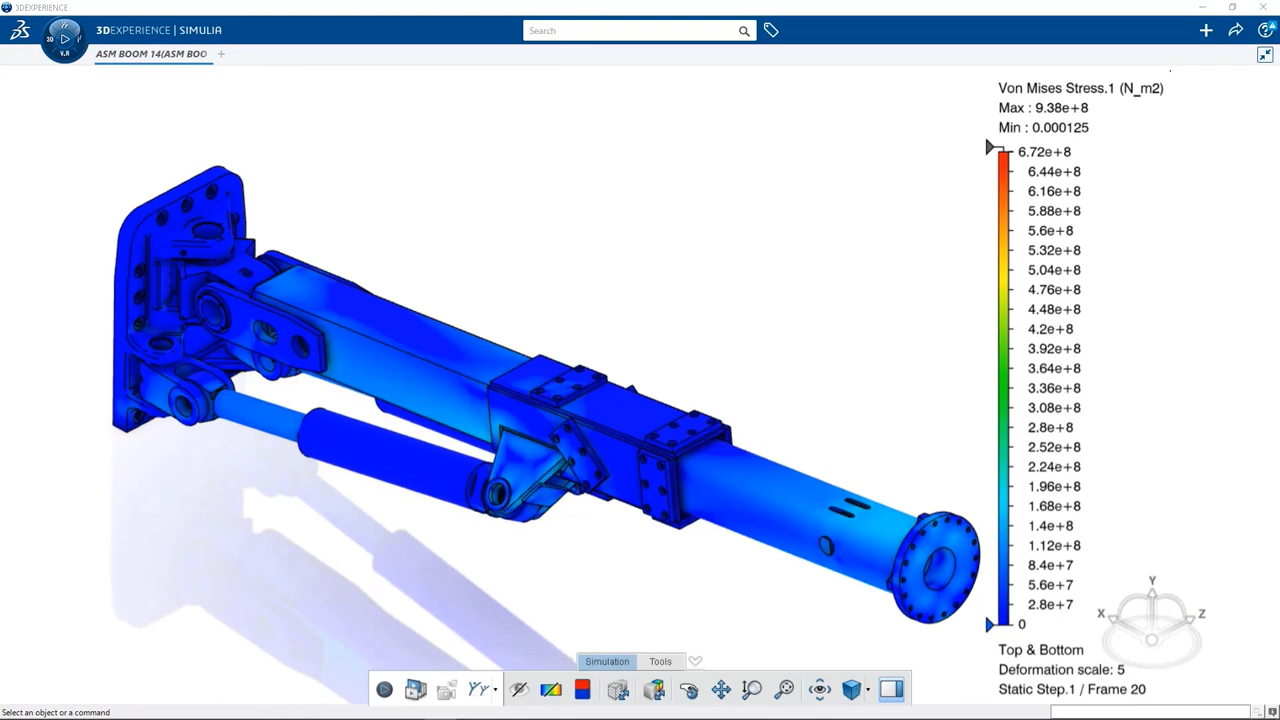 3DEXPERIENCE
3DEXPERIENCE | SIMULIA
Search
3D
V.R
ASM BOOM 14(ASM BOO
Von Mises Stress.1 (N_m2)
Max : 9.38e+8
Min : 0.000125
6.72e+8
6.44e+8
6.16e+8
5.88e+8
5.6e+8
5.32e+8
5.04e+8
4.76e+8
4.48e+8
4.2e+8
3.92e+8
3.64e+8
3.36e+8
3.08e+8
2.8e+8
2.52e+8
2.24e+8
1.96e+8
1.68e+8
1.4e+8
1.12e+8
8.4e+7
5.6e+7
2.8e+7
0
Y
X
Z
Top & Bottom
Deformation scale: 5
Static Step.1 / Frame 20
Simulation
Tools
Select an object or a command